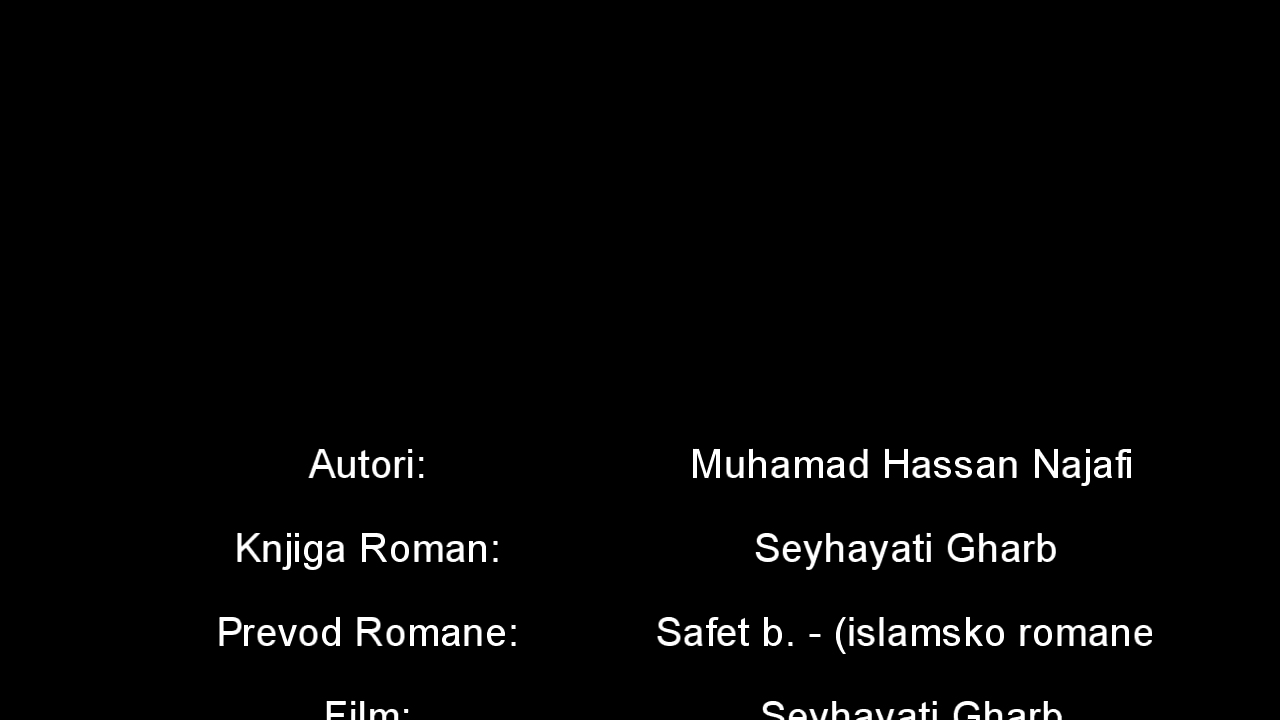 Autori: Muhamad Hassan Najafi
Knjiga Roman: Seyhayati Gharb
Prevod Romane: Safet b. - (islamsko romane
Film: Seyhayati Gharb